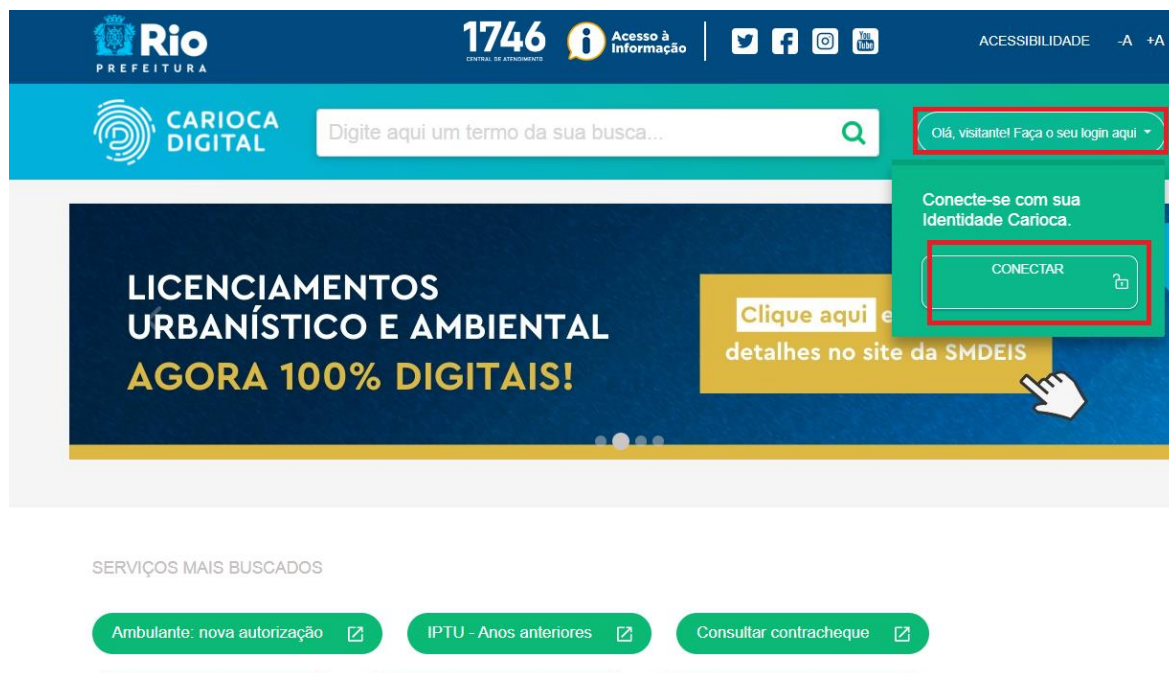 Rio
PREFEITURA
1746
CENTRAL DE ATENDIMENTO
Acesso à
Informação
You
Tube
ACESSIBILIDADE -A +A
CARIOCA
DIGITAL
Digite aqui um termo da sua busca...
Olá, visitante! Faça o seu login aqui
Conecte-se com sua
Identidade Carioca.
CONECTAR
LICENCIAMENTOS
URBANÍSTICO E AMBIENTAL
AGORA 100% DIGITAIS!
Clique aqui e
detalhes no site da SMDEIS
SERVIÇOS MAIS BUSCADOS
Ambulante: nova autorização
IPTU - Anos anteriores
Consultar contracheque